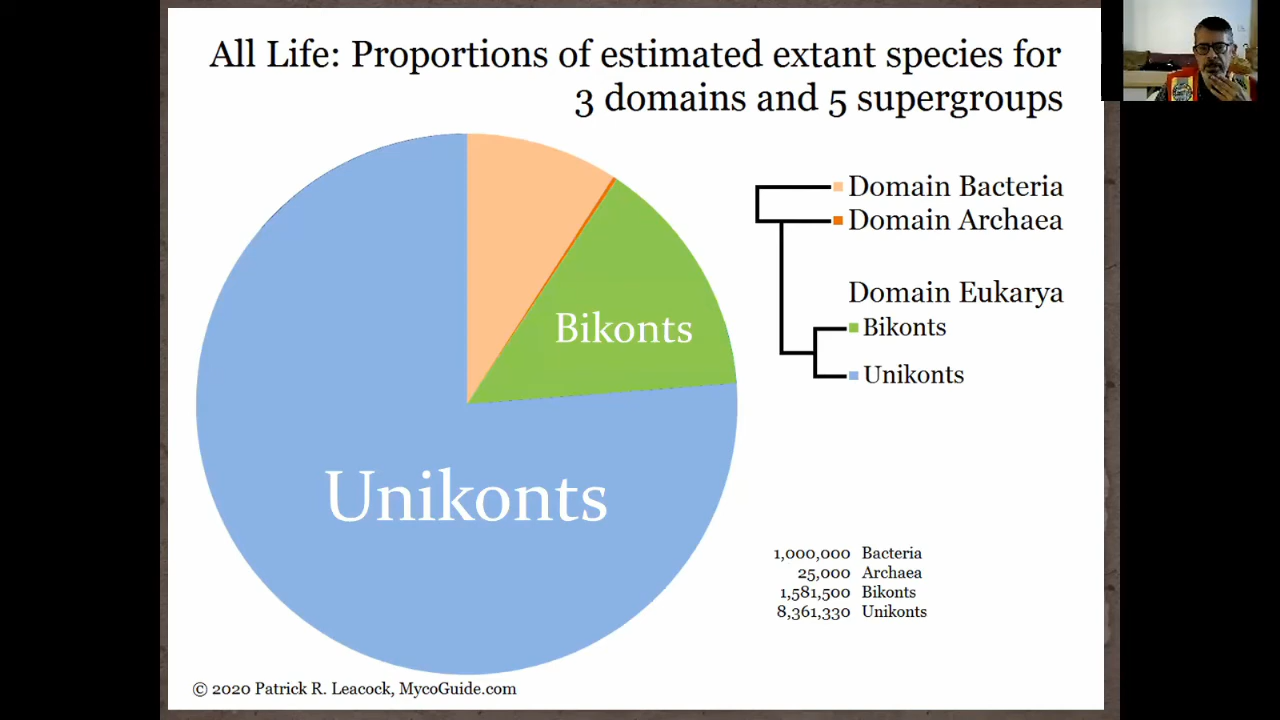 All Life: Proportions of estimated extant species for
3 domains and 5 supergroups
Domain Bacteria
Domain Archaea
Domain Eukarya
Bikonts
Unikonts
Bikonts
Unikonts
1,000,000 Bacteria
25,000 Archaea
1,581,500 Bikonts
8,361,330 Unikonts
© 2020 Patrick R. Leacock, MycoGuide.com